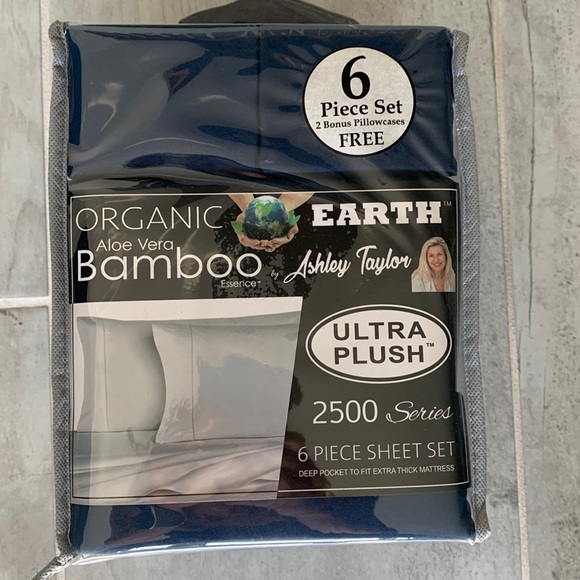 6
Piece Set
2 Bonus Pillowcases
FREE
ORGANIC EARTH™
Aloe Vera
Bamboo by Ashley Taylor
Essence™
ULTRA
PLUSH™
2500 Series
6 PIECE SHEET SET
DEEP POCKET TO FIT EXTRA THICK MATTRESS